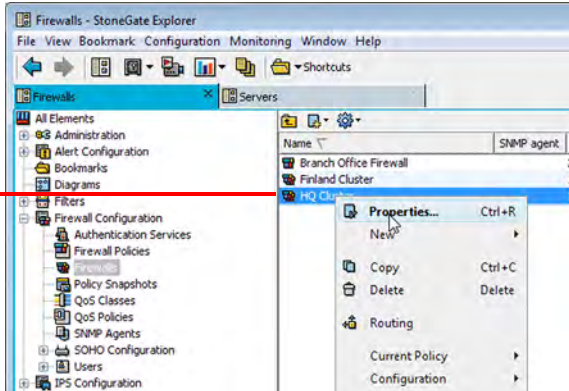 Firewalls - StoneGate Explorer
File View Bookmark Configuration Monitoring Window Help
Shortcuts
Firewalls
Servers
All Elements
Administration
Alert Configuration
Bookmarks
Diagrams
Filters
Firewall Configuration
Authentication Services
Firewall Policies
Firewalls
Policy Snapshots
QoS Classes
QoS Policies
SNMP Agents
SOHO Configuration
Users
IPS Configuration
Name SNMP agent
Branch Office Firewall
Finland Cluster
HQ Cluster
Properties... Ctrl+R
New
Copy Ctrl+C
Delete Delete
Routing
Current Policy
Configuration